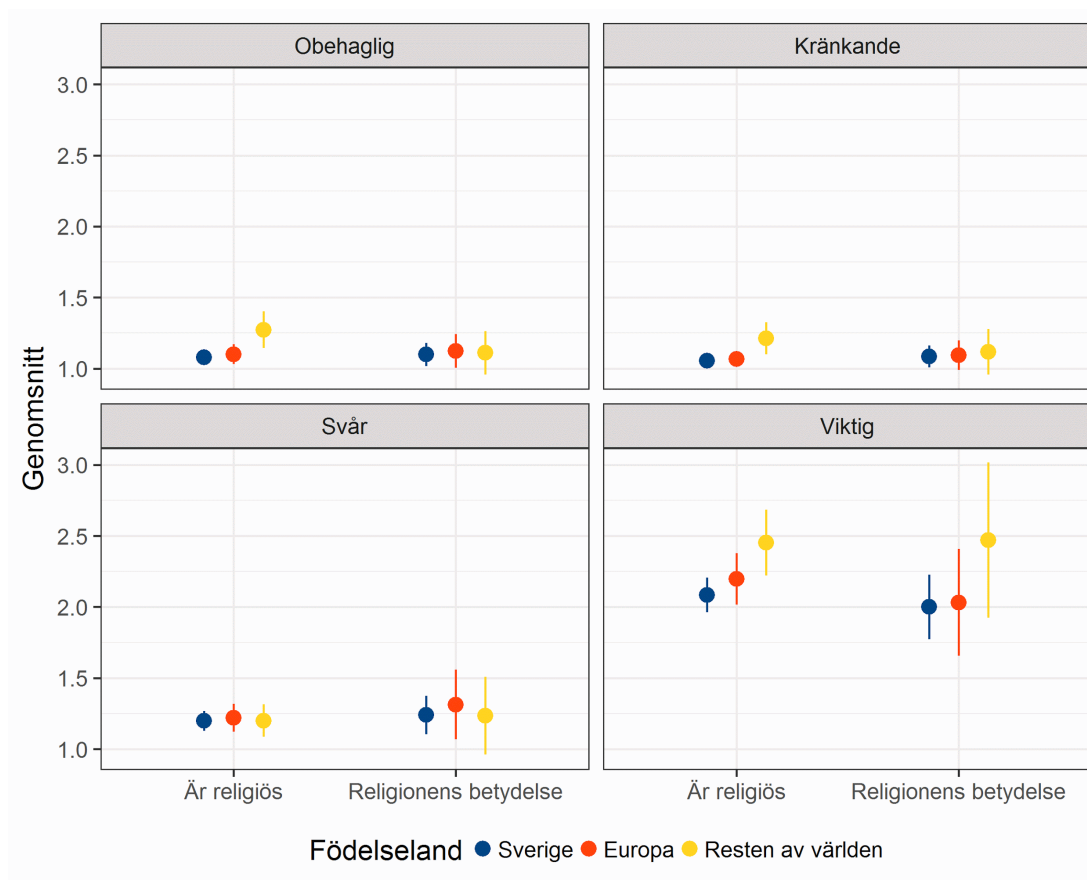 Obehaglig
Kränkande
3.0
2.5
2.0
1.5
1.0
Genomsnitt
Svår
Viktig
3.0
2.5
2.0
1.5
1.0
Är religiös Religionens betydelse
Är religiös Religionens betydelse
Födelseland Sverige Europa Resten av världen